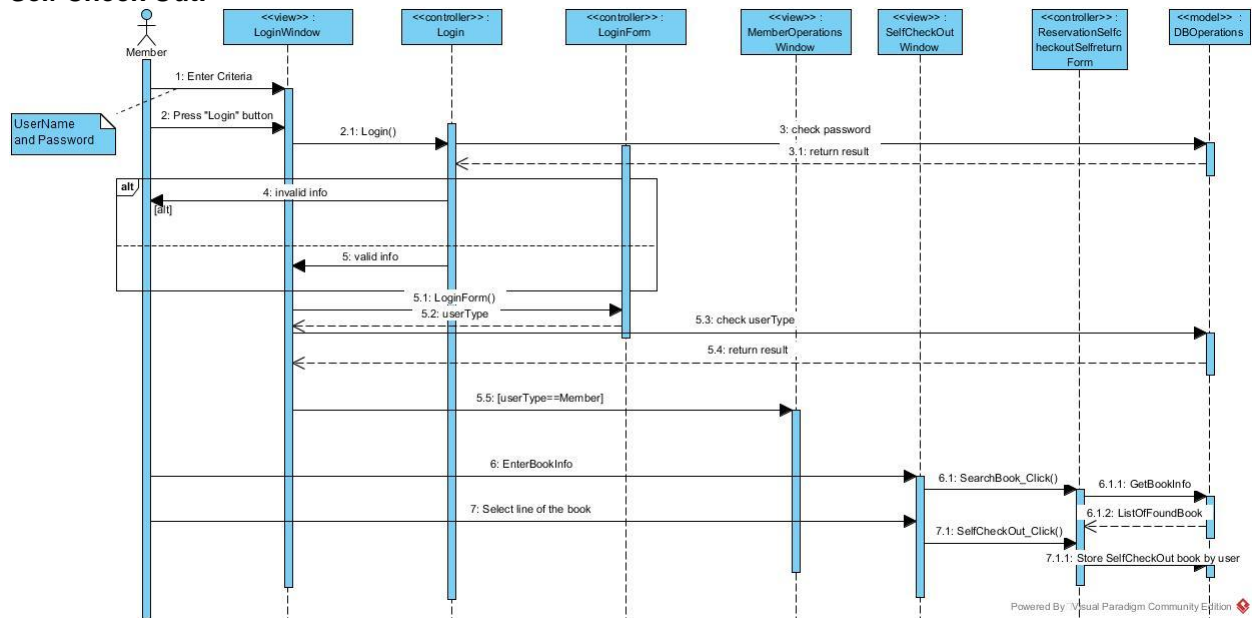 Self Check Out:
<<view>> :
LoginWindow
<<controller>> :
Login
<<controller>> :
LoginForm
<<view>> :
MemberOperations
Window
<<view>> :
SelfCheckOut
Window
<<controller>> :
ReservationSelfc
heckoutSelfreturn
Form
<<model>> :
DBOperations
Member
1: Enter Criteria
UserName
and Password
2: Press "Login" button
2.1: Login()
3: check password
3.1: return result
alt
4: invalid info
[alt]
5: valid info
5.1: LoginForm()
5.2: userType
5.3: check userType
5.4: return result
5.5: [userType==Member]
6: EnterBookInfo
6.1: SearchBook_Click()
6.1.1: GetBookInfo
6.1.2: ListOfFoundBook
7: Select line of the book
7.1: SelfCheckOut_Click()
7.1.1: Store SelfCheckOut book by user
Powered By Visual Paradigm Community Edition